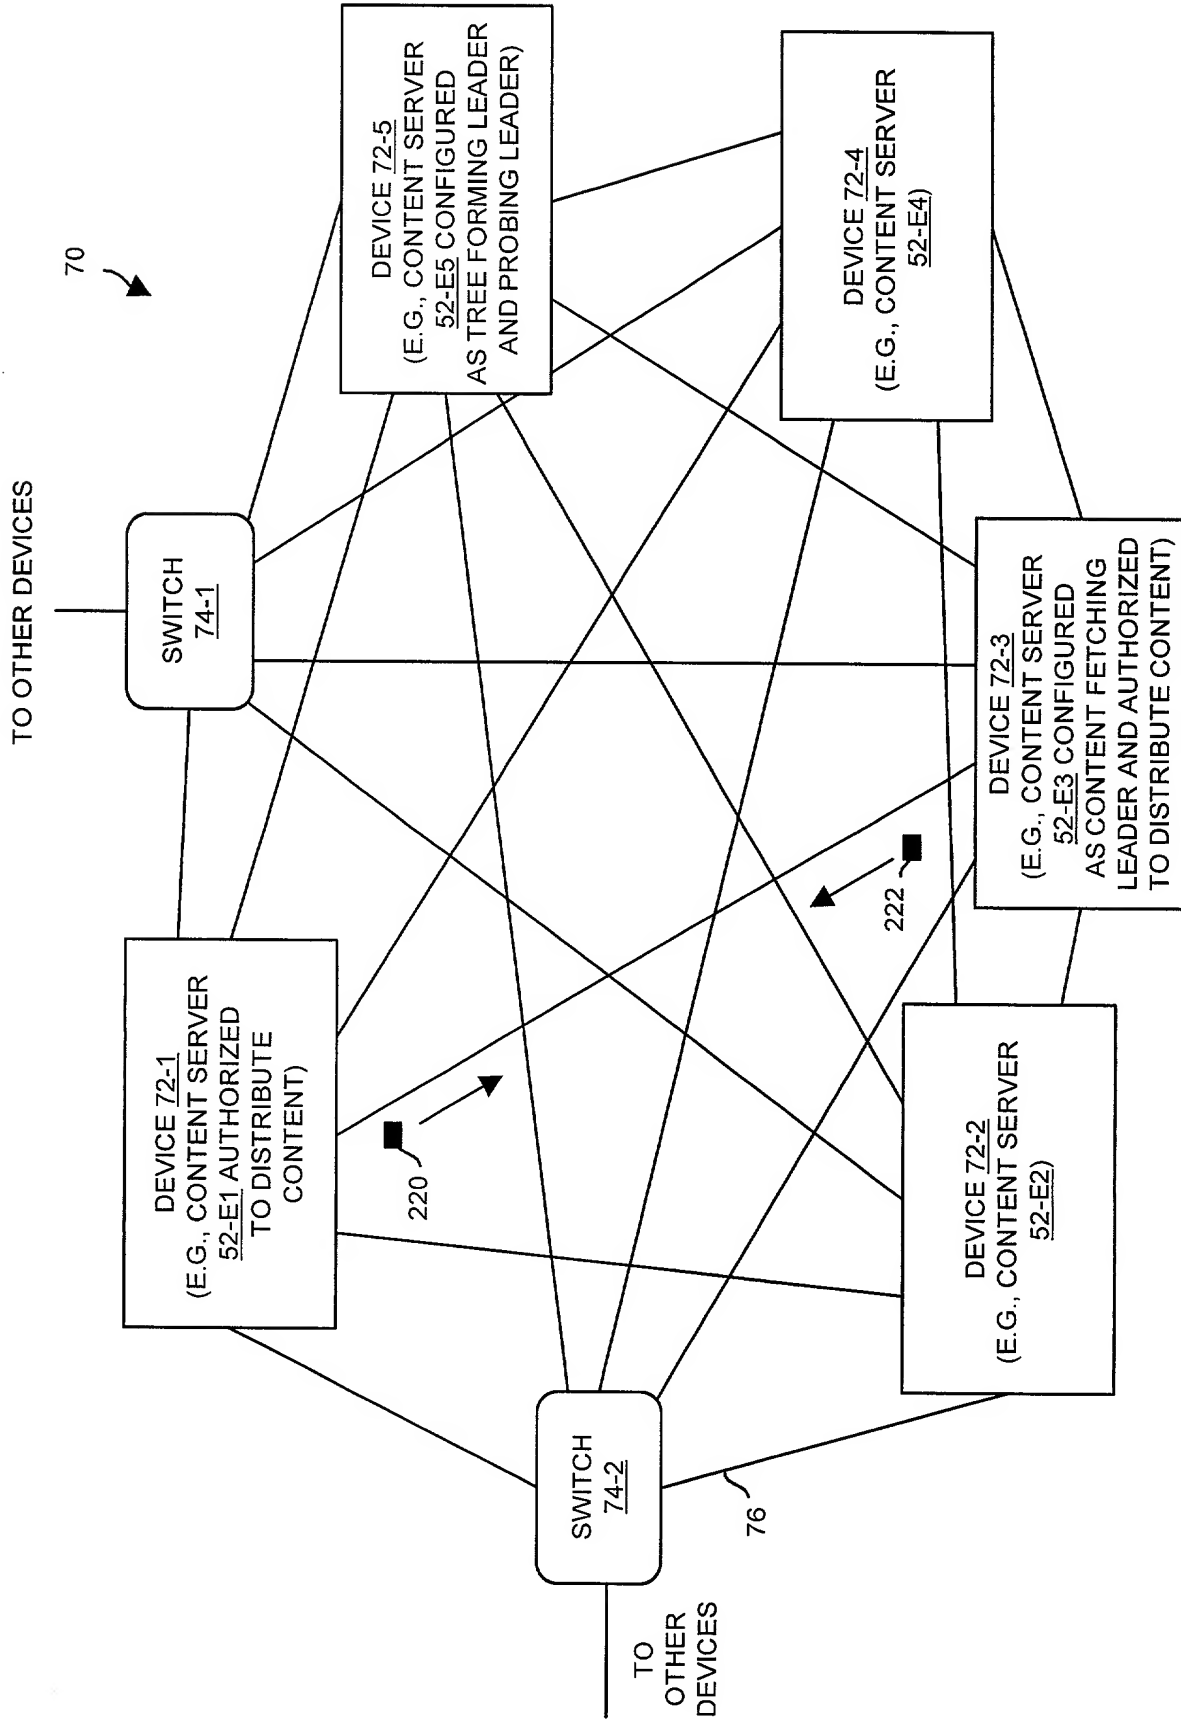 TO OTHER DEVICES
70
SWITCH
74-1
DEVICE 72-5
(E.G., CONTENT SERVER
52-E5 CONFIGURED
AS TREE FORMING LEADER
AND PROBING LEADER)
DEVICE 72-1
(E.G., CONTENT SERVER
52-E1 AUTHORIZED
TO DISTRIBUTE
CONTENT)
220
222
DEVICE 72-4
(E.G., CONTENT SERVER
52-E4)
SWITCH
74-2
TO
OTHER
DEVICES
76
DEVICE 72-2
(E.G., CONTENT SERVER
52-E2)
DEVICE 72-3
(E.G., CONTENT SERVER
52-E3 CONFIGURED
AS CONTENT FETCHING
LEADER AND AUTHORIZED
TO DISTRIBUTE CONTENT)